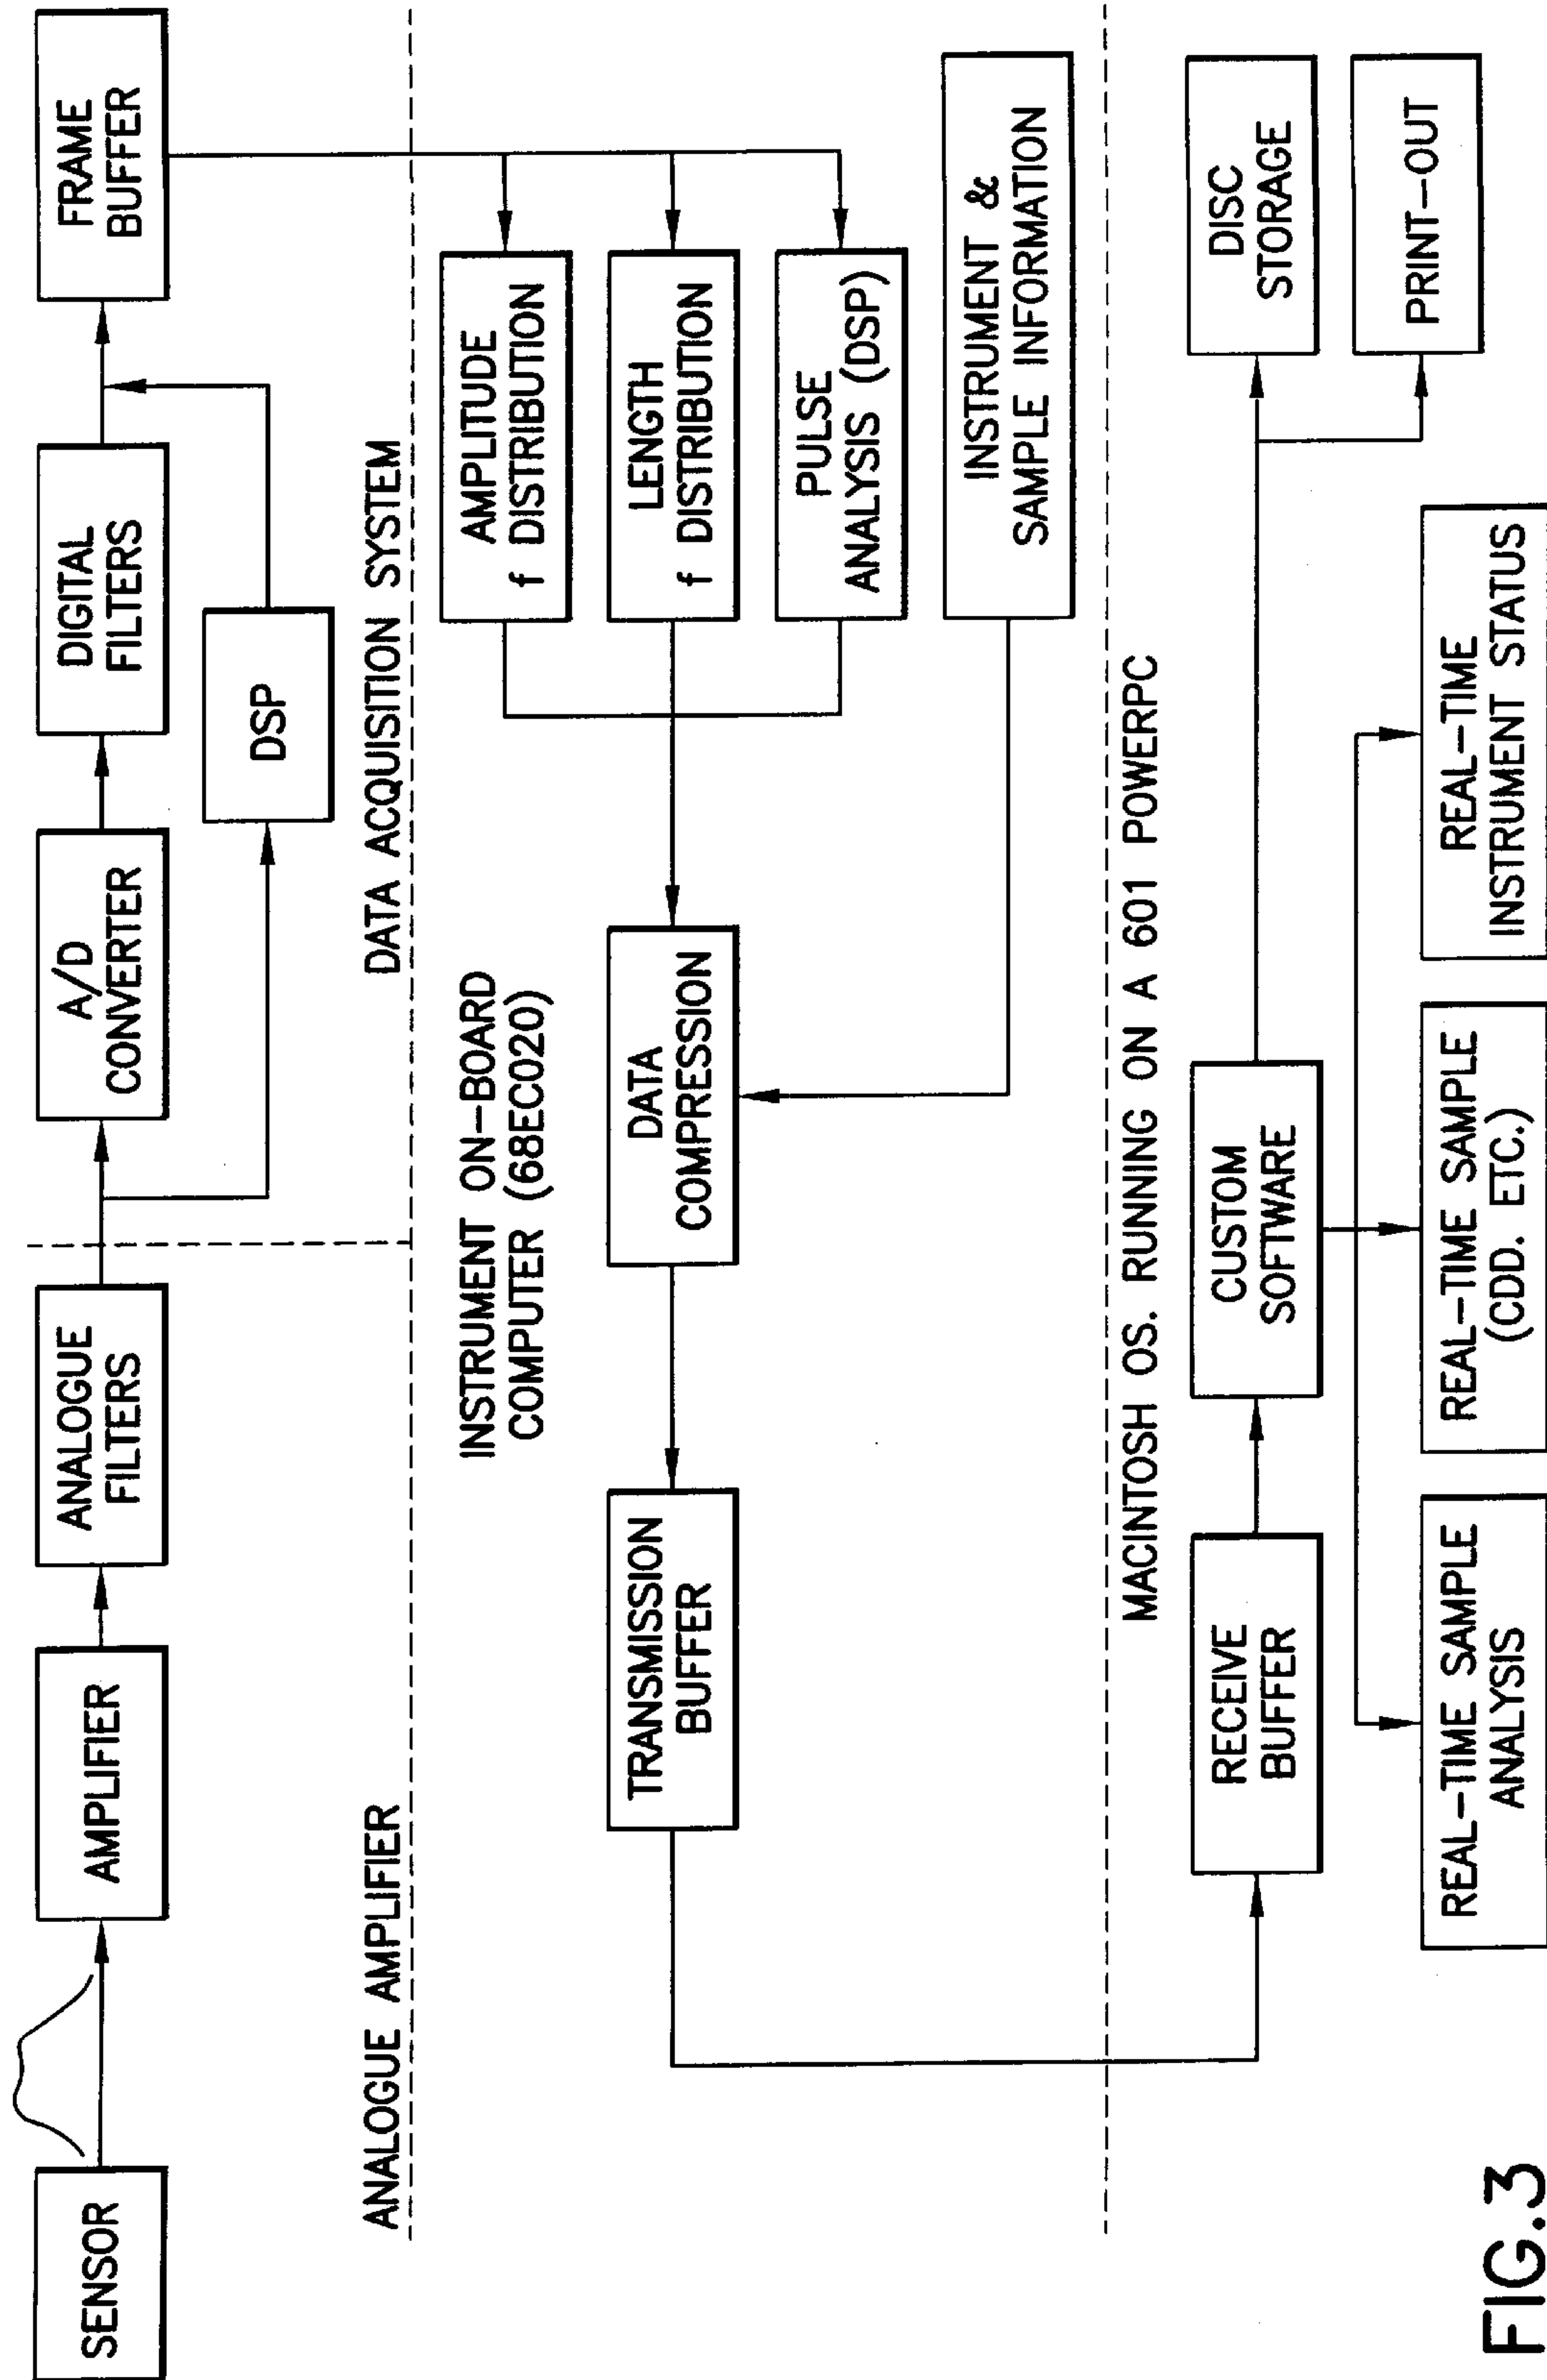 SENSOR
AMPLIFIER
ANALOGUE
FILTERS
A/D
CONVERTER
DIGITAL
FILTERS
FRAME
BUFFER
DSP
ANALOGUE AMPLIFIER
DATA ACQUISITION SYSTEM
INSTRUMENT ON-BOARD
COMPUTER (68EC020)
AMPLITUDE
f DISTRIBUTION
LENGTH
f DISTRIBUTION
PULSE
ANALYSIS (DSP)
INSTRUMENT &
SAMPLE INFORMATION
DATA
COMPRESSION
TRANSMISSION
BUFFER
MACINTOSH OS. RUNNING ON A 601 POWERPC
RECEIVE
BUFFER
CUSTOM
SOFTWARE
DISC
STORAGE
PRINT-OUT
REAL-TIME SAMPLE
ANALYSIS
REAL-TIME SAMPLE
(CDD. ETC.)
REAL-TIME
INSTRUMENT STATUS
FIG.3